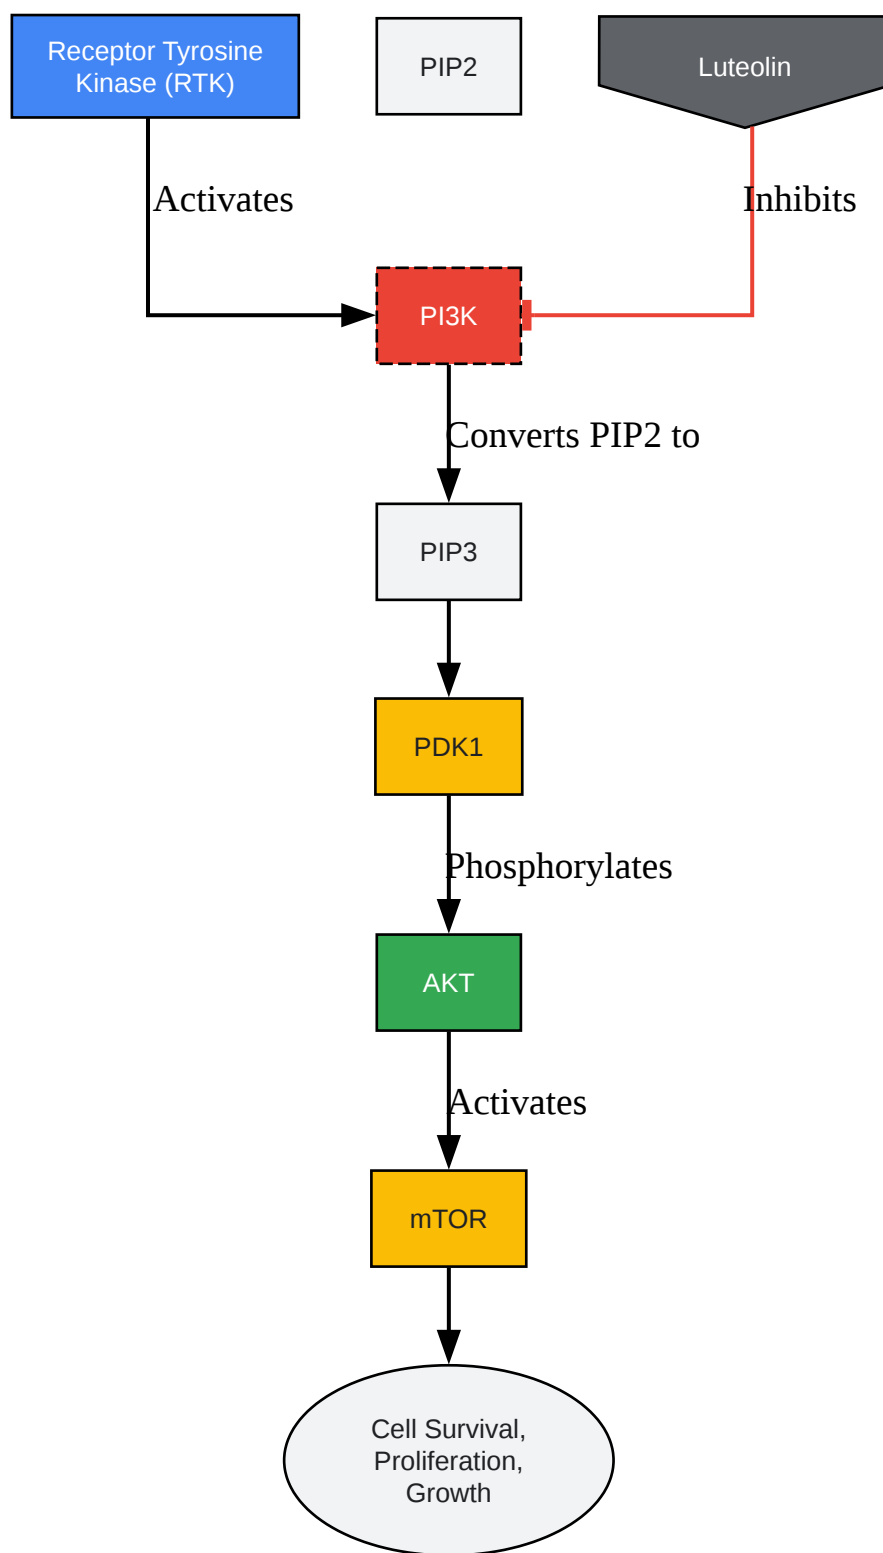 Receptor Tyrosine
Kinase (RTK)
PIP2
Luteolin
Activates
Inhibits
PI3K
Converts PIP2 to
PIP3
PDK1
Phosphorylates
AKT
Activates
mTOR
Cell Survival,
Proliferation,
Growth